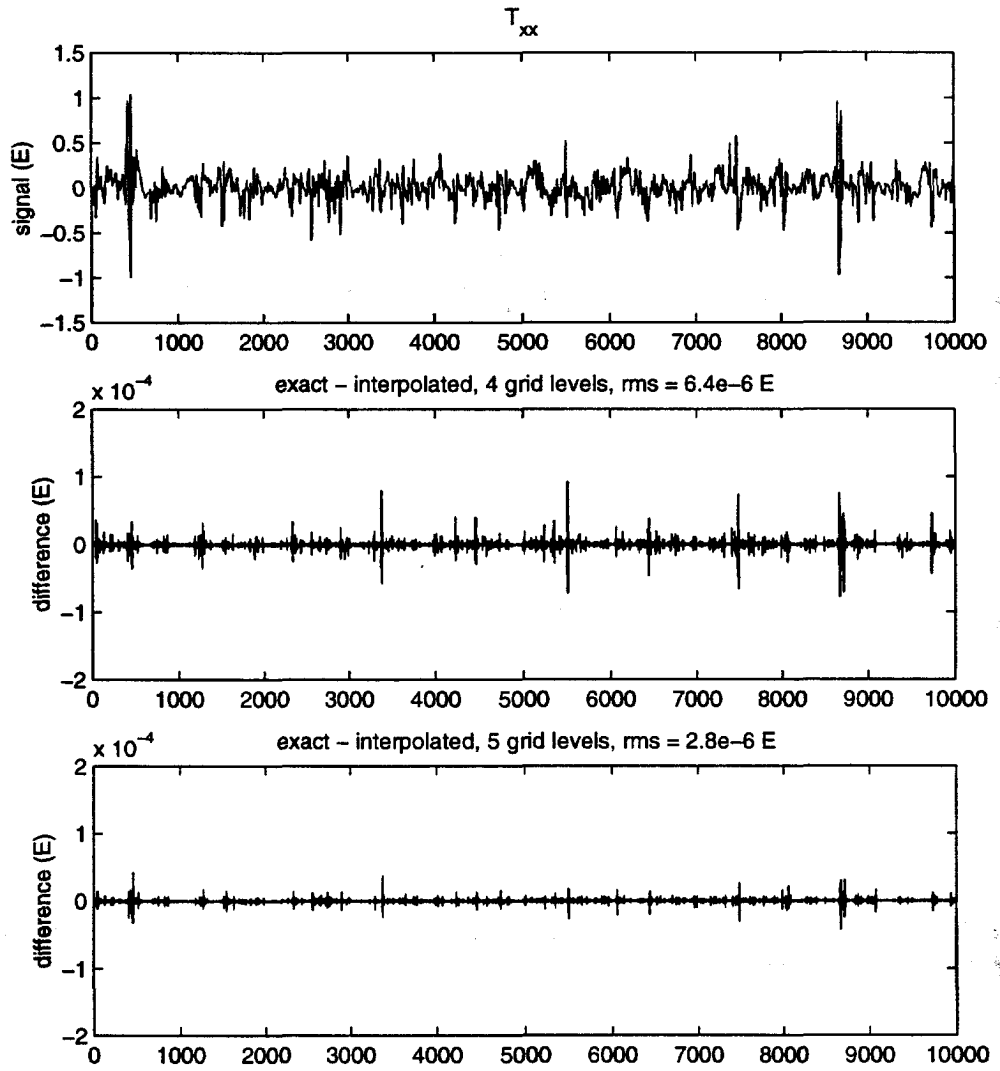 T_xx
1.5
1
0.5
0
−0.5
−1
−1.5
signal (E)
0 1000 2000 3000 4000 5000 6000 7000 8000 9000 10000
x 10^−4
exact − interpolated, 4 grid levels, rms = 6.4e−6 E
2
1
0
−1
−2
difference (E)
0 1000 2000 3000 4000 5000 6000 7000 8000 9000 10000
x 10^−4
exact − interpolated, 5 grid levels, rms = 2.8e−6 E
2
1
0
−1
−2
difference (E)
0 1000 2000 3000 4000 5000 6000 7000 8000 9000 10000